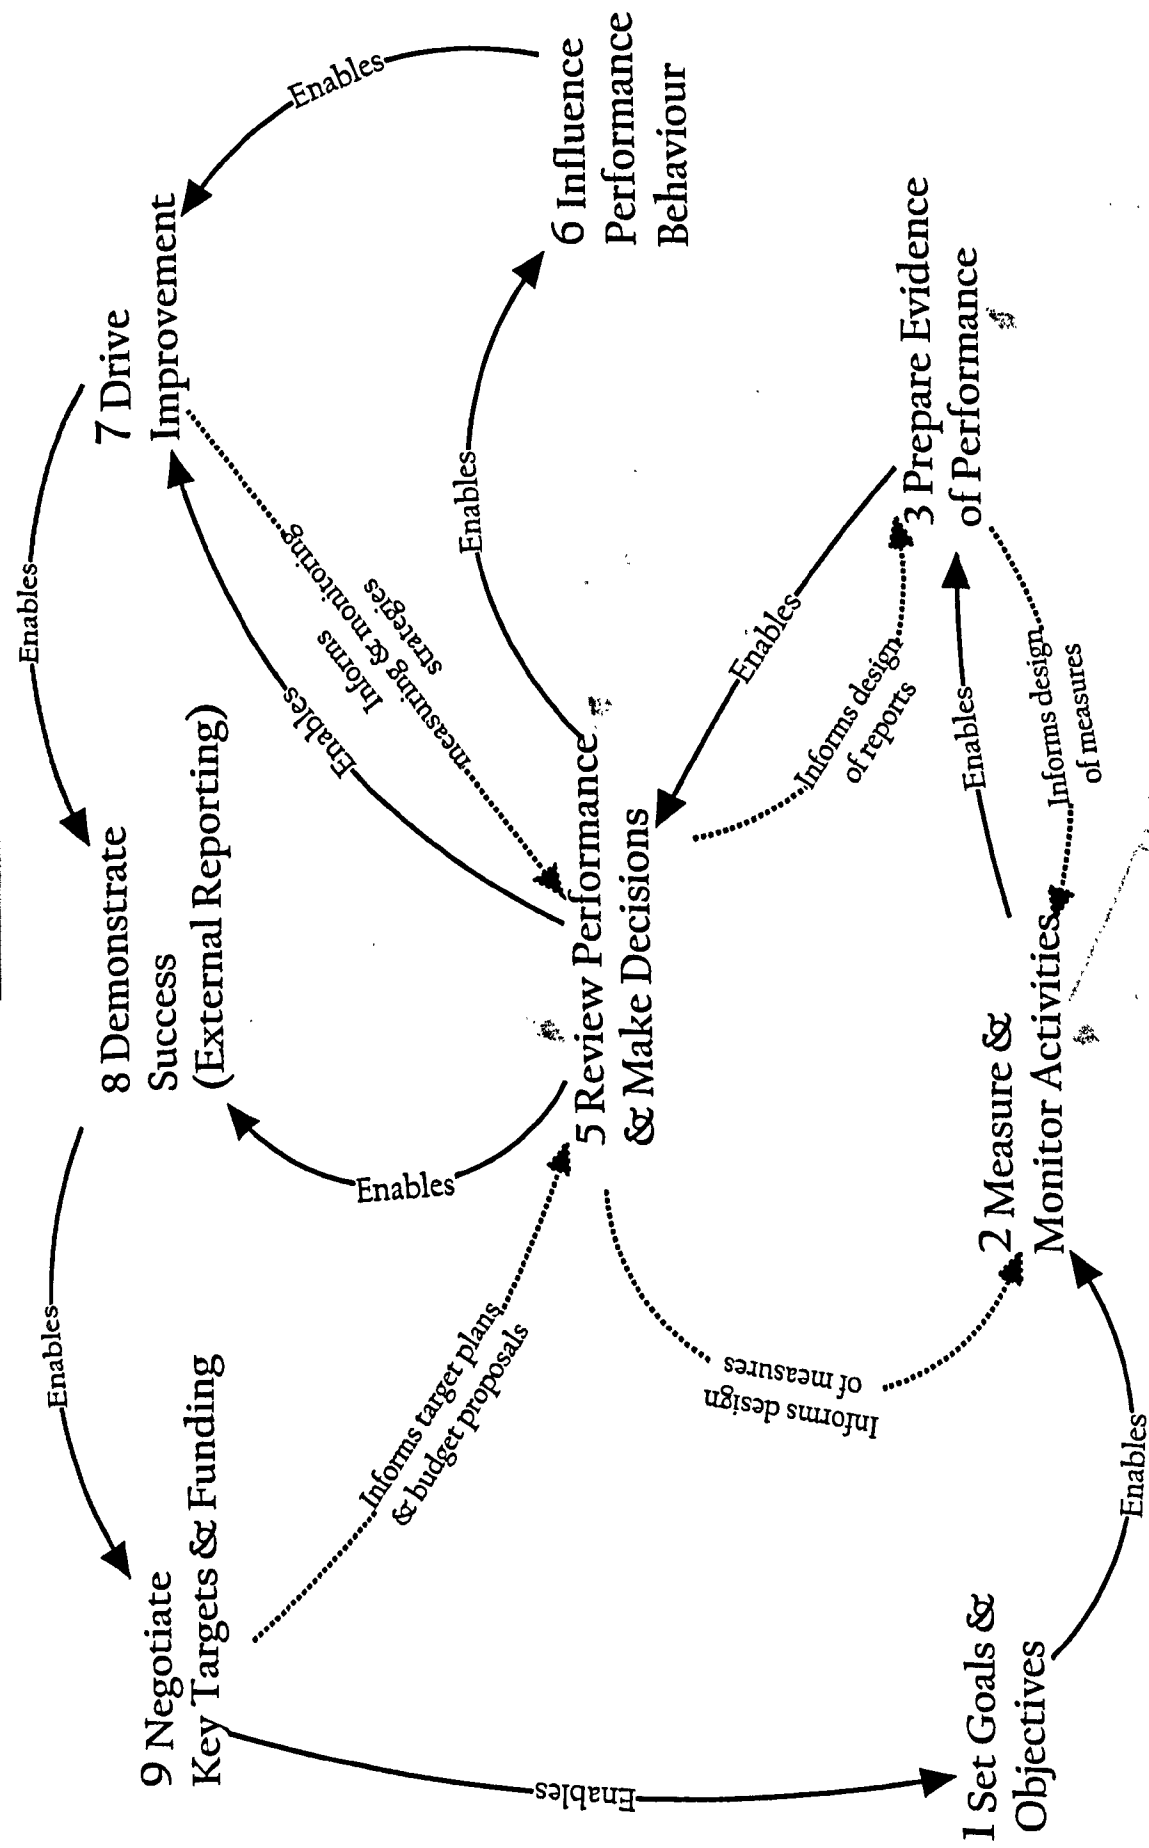 9 Negotiate
Key Targets & Funding
Enables
8 Demonstrate
Success
(External Reporting)
Enables
7 Drive
Improvement
Enables
6 Influence
Performance
Behaviour
Enables
Enables
Informs
measuring & monitoring
strategies
Enables
Informs target plans
& budget proposals
5 Review Performance
& Make Decisions
Enables
Informs design
of reports
3 Prepare Evidence
of Performance
Enables
Informs design
of measures
Informs design
of measures
2 Measure &
Monitor Activities
Enables
1 Set Goals &
Objectives
Enables